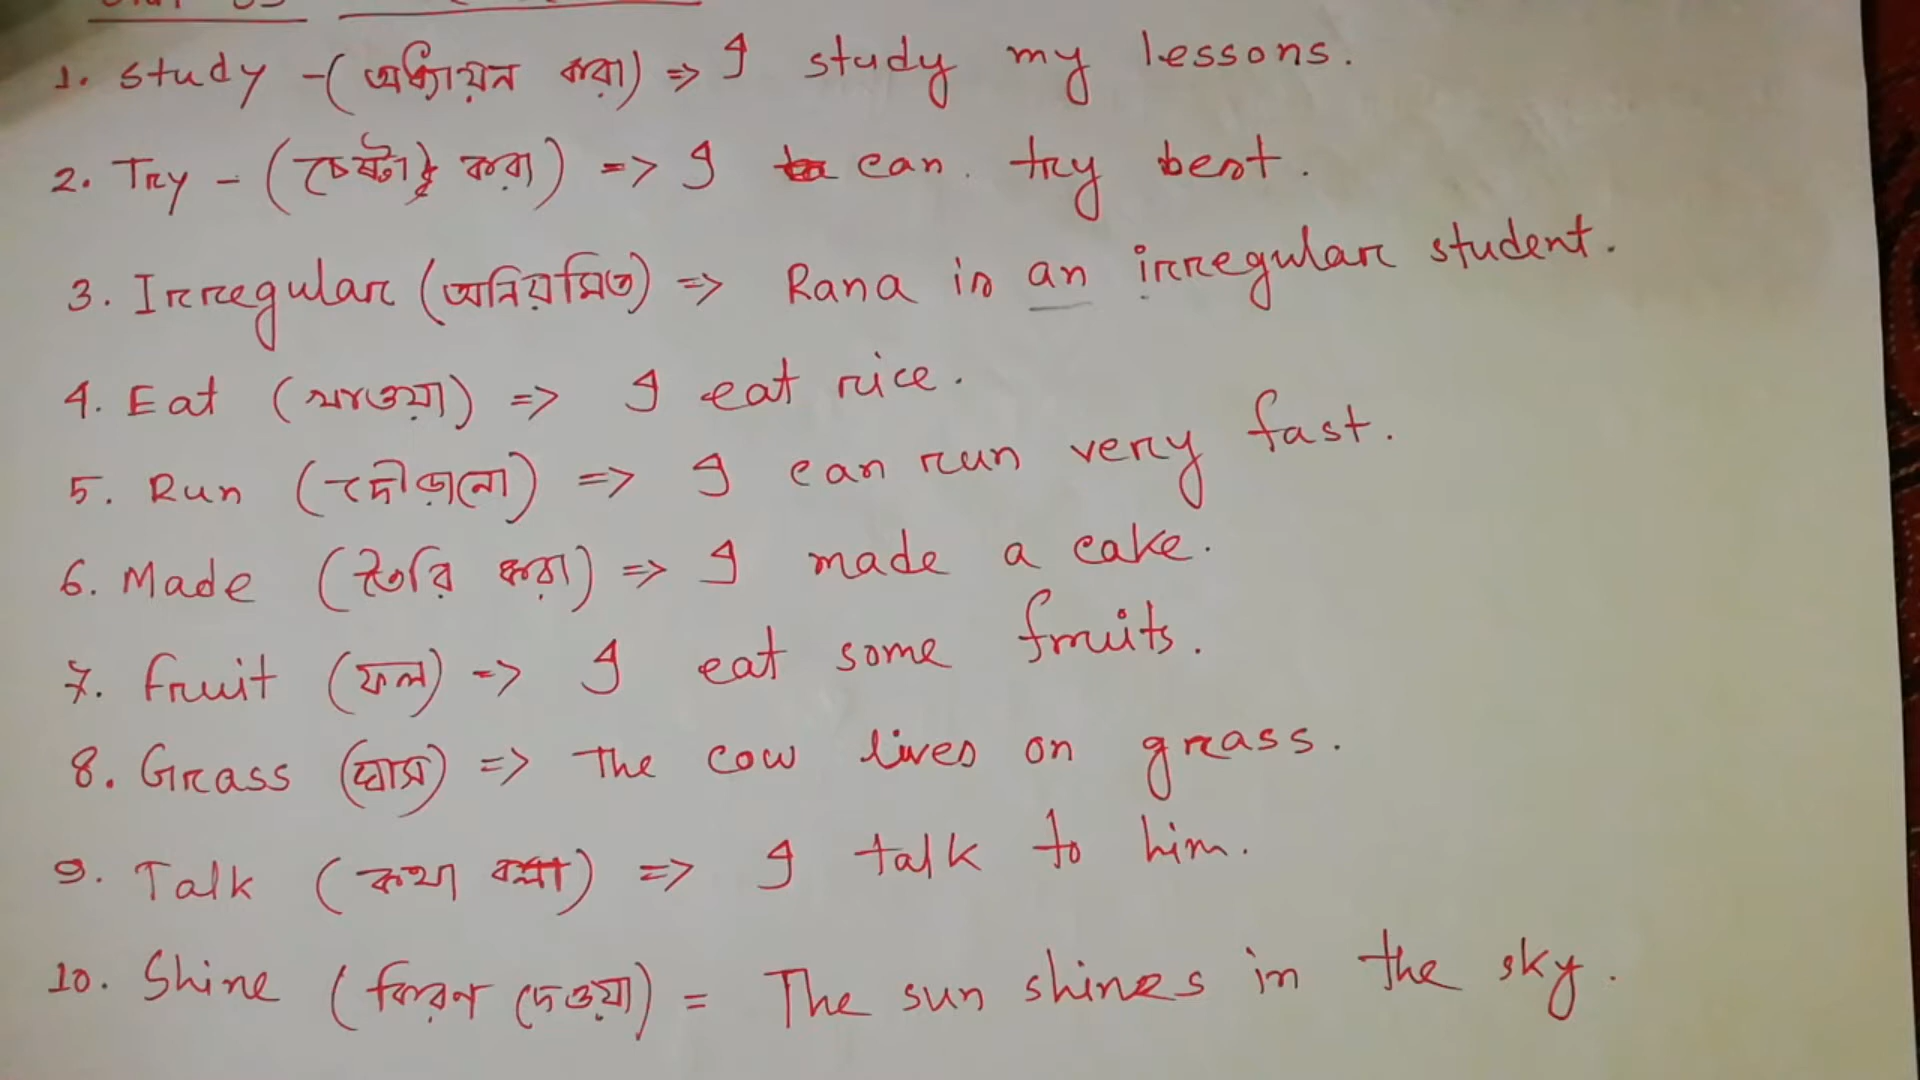 1. Study - (অধ্যায়ন করা) => I study my lessons.
2. Try - (চেষ্টা করা) => I can try best.
3. Irregular (অনিয়মিত) => Rana is an irregular student.
4. Eat (খাওয়া) => I eat rice.
5. Run (দৌড়ানো) => I can run very fast.
6. Made (তৈরি করা) => I made a cake.
7. Fruit (ফল) => I eat some fruits.
8. Grass (ঘাস) => The cow lives on grass.
9. Talk (কথা বলা) => I talk to him.
10. Shine (কিরণ দেওয়া) = The sun shines in the sky.